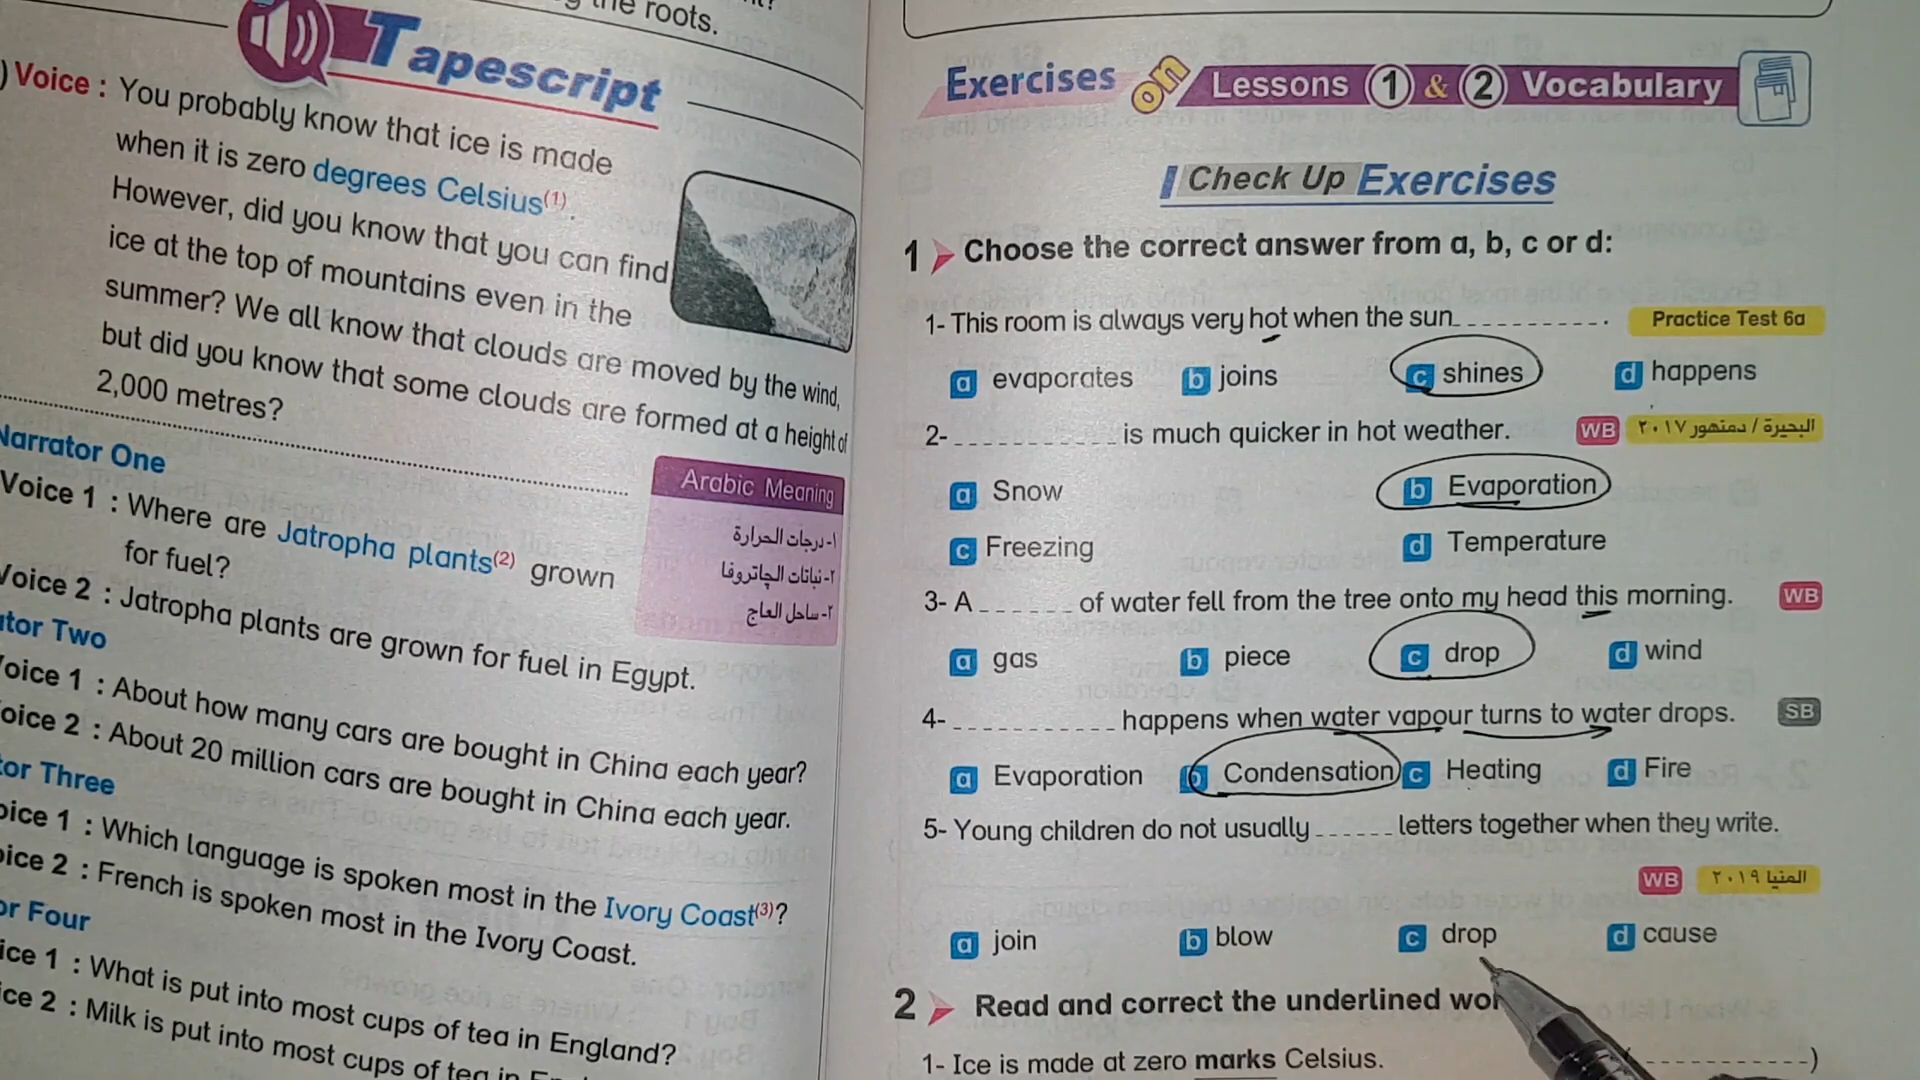 the roots.
Tapescript
Voice : You probably know that ice is made
when it is zero degrees Celsius(1).
However, did you know that you can find
ice at the top of mountains even in the
summer? We all know that clouds are moved by the wind,
but did you know that some clouds are formed at a height of
2,000 metres?
Narrator One
Voice 1 : Where are Jatropha plants(2) grown
for fuel?
Voice 2 : Jatropha plants are grown for fuel in Egypt.
ator Two
Voice 1 : About how many cars are bought in China each year?
oice 2 : About 20 million cars are bought in China each year.
tor Three
oice 1 : Which language is spoken most in the Ivory Coast(3)?
oice 2 : French is spoken most in the Ivory Coast.
or Four
ice 1 : What is put into most cups of tea in England?
ice 2 : Milk is put into most cups of tea in
Arabic Meaning
١- درجات الحرارة
٢- نباتات الچاتروفا
٣- ساحل العاج
Exercises on Lessons 1 & 2 Vocabulary
Check Up Exercises
1 Choose the correct answer from a, b, c or d:
1- This room is always very hot when the sun __________ . Practice Test 6a
a evaporates b joins c shines d happens
2- ____________ is much quicker in hot weather. WB البحيرة / دمنهور ٢٠١٧
a Snow b Evaporation
c Freezing d Temperature
3- A ______ of water fell from the tree onto my head this morning. WB
a gas b piece c drop d wind
4- ____________ happens when water vapour turns to water drops. SB
a Evaporation b Condensation c Heating d Fire
5- Young children do not usually ______ letters together when they write.
WB المنيا ٢٠١٩
a join b blow c drop d cause
2 Read and correct the underlined wor
1- Ice is made at zero marks Celsius. (____________)